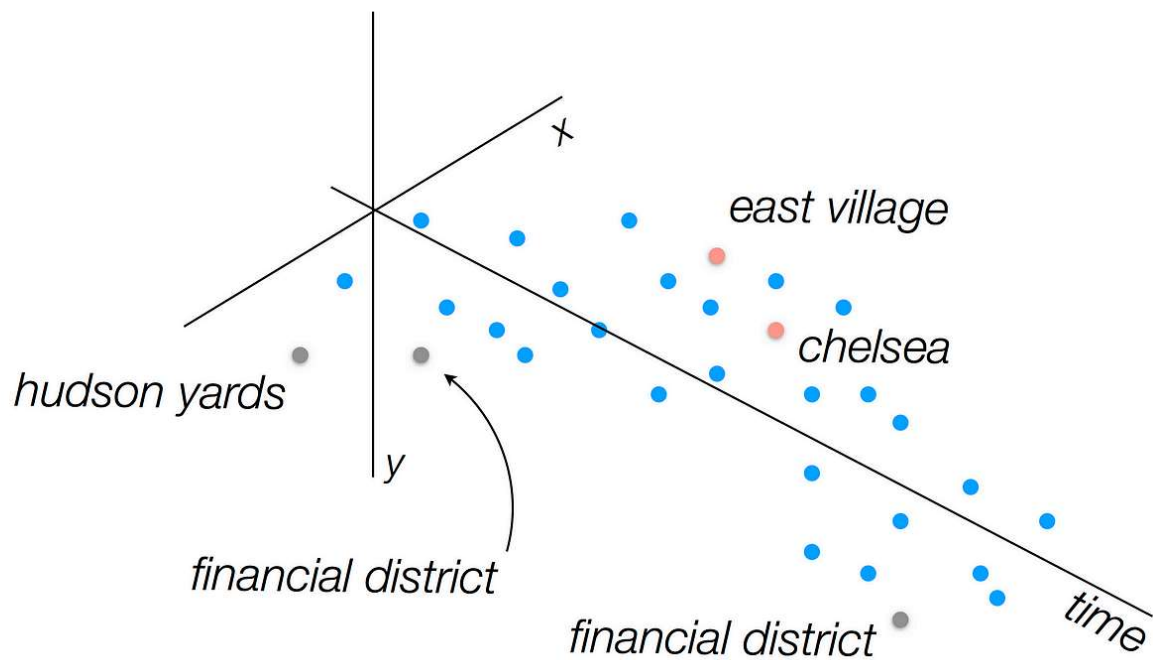 x
east village
chelsea
hudson yards
y
financial district
time
financial district